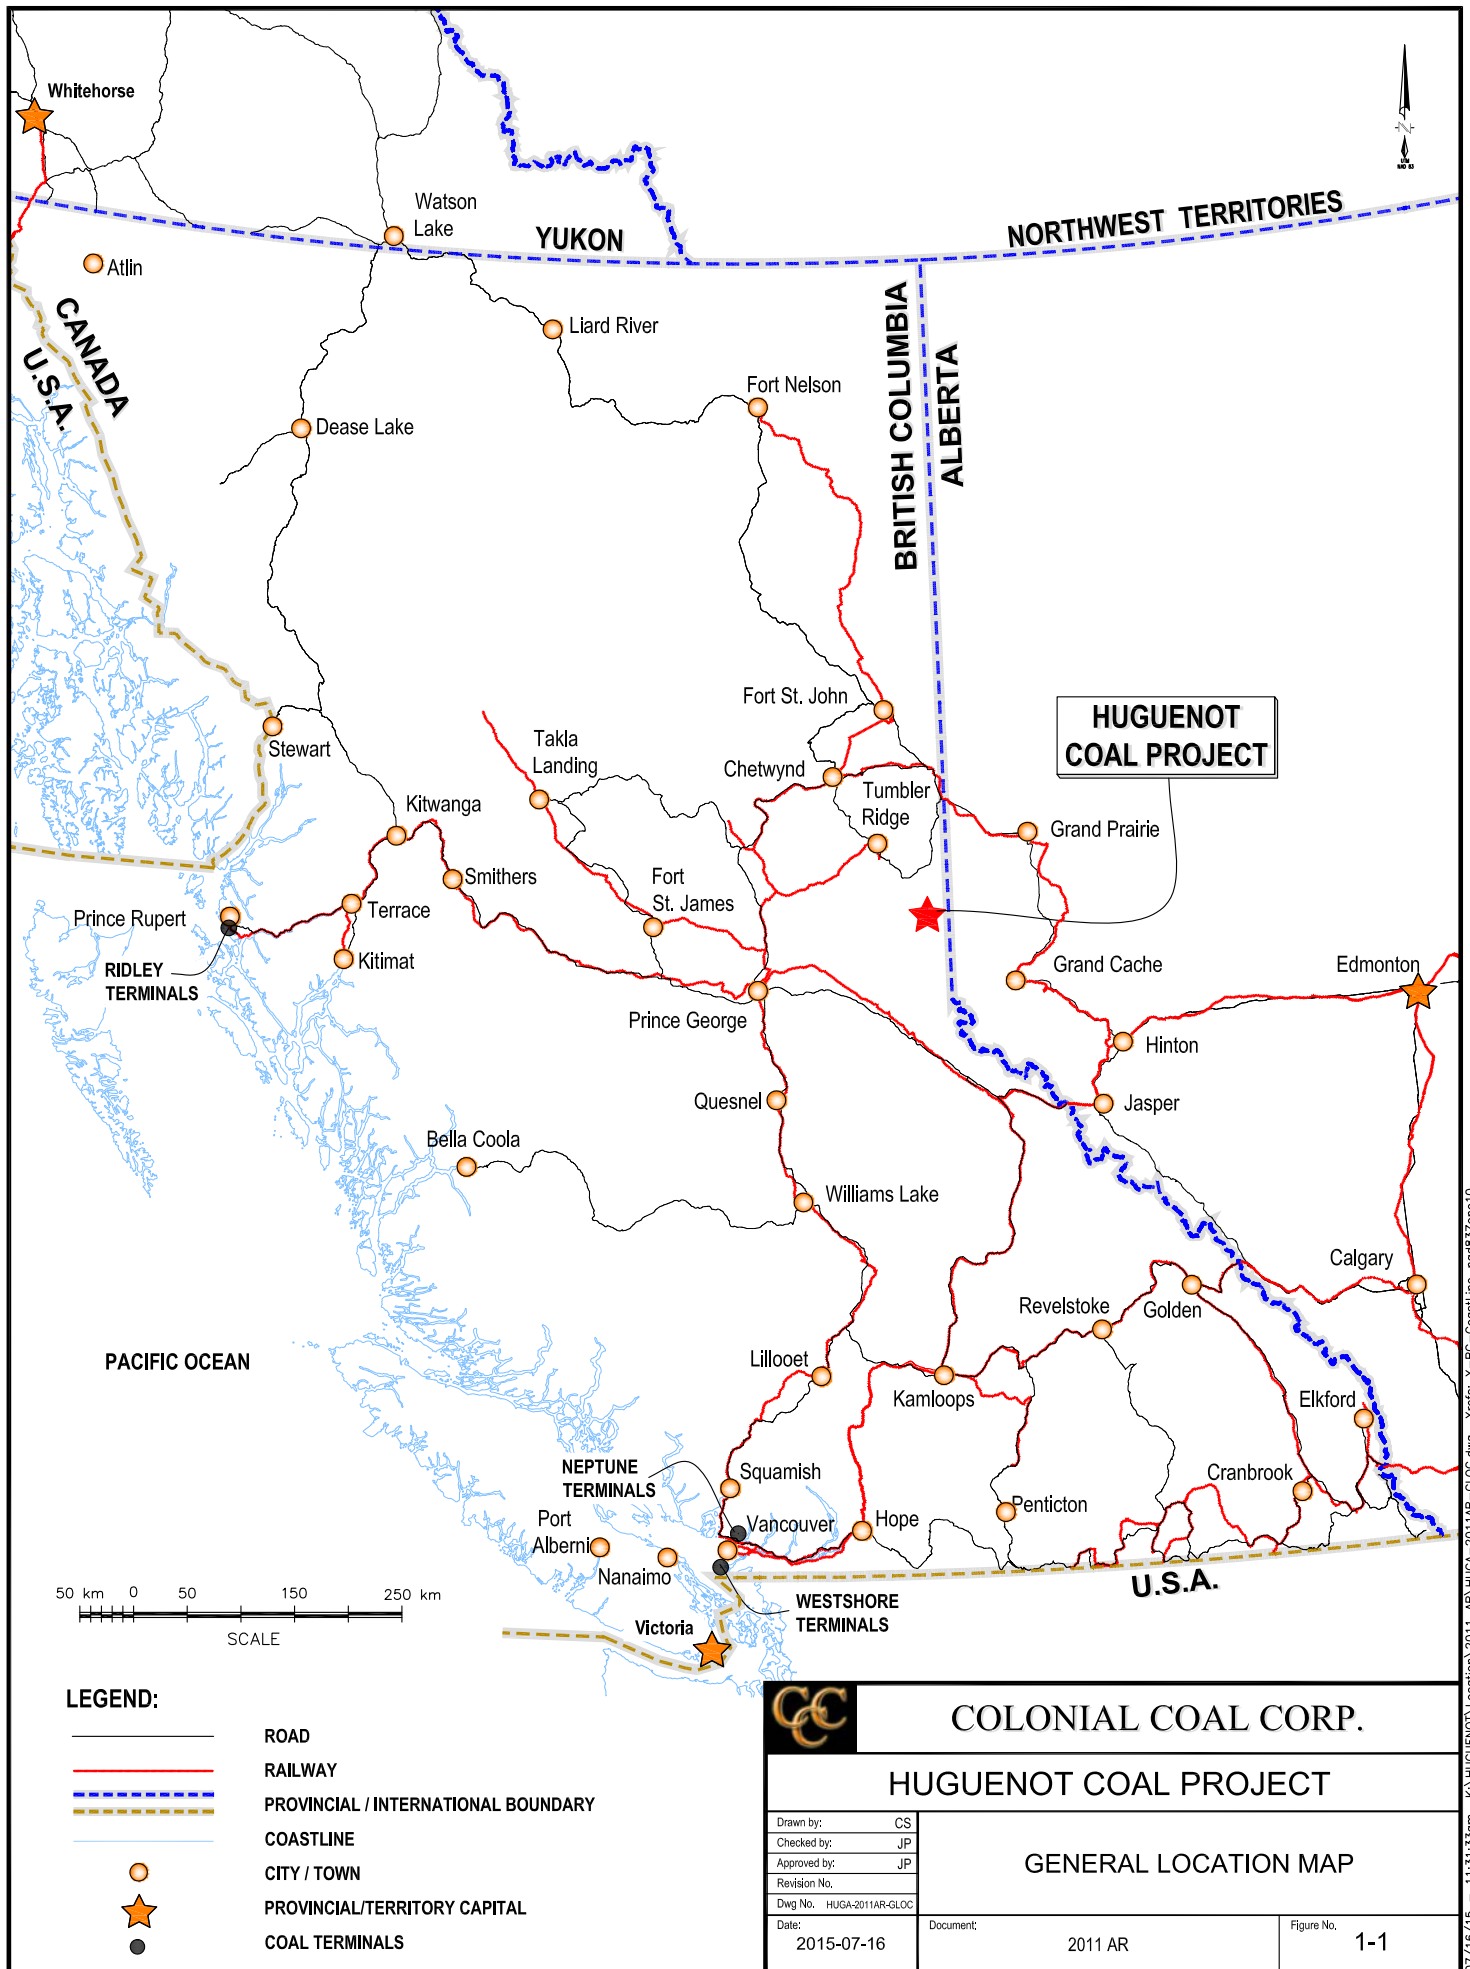 Whitehorse
Watson
Lake
YUKON
NORTHWEST TERRITORIES
Atlin
CANADA
U.S.A.
Liard River
BRITISH COLUMBIA
ALBERTA
Fort Nelson
Dease Lake
Fort St. John
HUGUENOT
COAL PROJECT
Stewart
Takla
Landing
Chetwynd
Tumbler
Ridge
Kitwanga
Grand Prairie
Smithers
Fort
St. James
Prince Rupert
Terrace
Kitimat
RIDLEY
TERMINALS
Grand Cache
Edmonton
Prince George
Hinton
Quesnel
Jasper
Bella Coola
Williams Lake
Calgary
Revelstoke
Golden
PACIFIC OCEAN
Lillooet
Kamloops
Elkford
NEPTUNE
TERMINALS
Squamish
Cranbrook
Port
Alberni
Vancouver
Hope
Penticton
Nanaimo
U.S.A.
WESTSHORE
TERMINALS
Victoria
50 km 0 50 150 250 km
SCALE
LEGEND:
ROAD
RAILWAY
PROVINCIAL / INTERNATIONAL BOUNDARY
COASTLINE
CITY / TOWN
PROVINCIAL/TERRITORY CAPITAL
COAL TERMINALS
CCC
COLONIAL COAL CORP.
HUGUENOT COAL PROJECT
Drawn by: CS
Checked by: JP
Approved by: JP
Revision No.
Dwg No. HUGA-2011AR-GLOC
GENERAL LOCATION MAP
Date:
2015-07-16
Document:
2011 AR
Figure No.
1-1